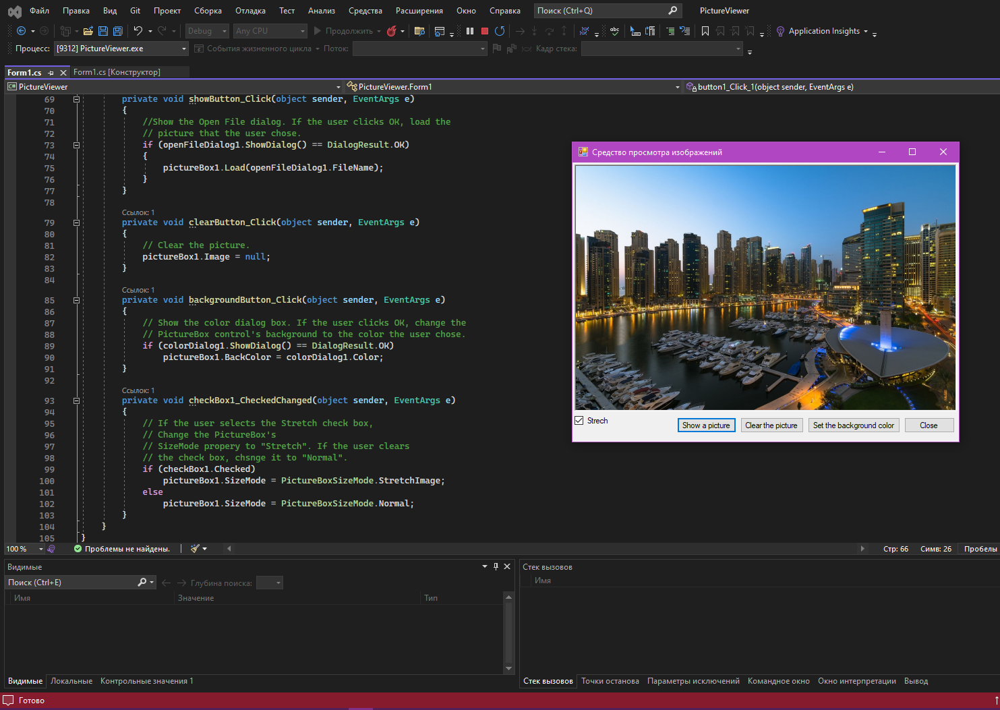 Файл Правка Вид Git Проект Сборка Отладка Тест Анализ Средства Расширения Окно Справка Поиск (Ctrl+Q) PictureViewer
Debug Any CPU Продолжить Application Insights
Процесс: [9312] PictureViewer.exe События жизненного цикла Поток: Кадр стека:
Form1.cs Form1.cs [Конструктор]
PictureViewer PictureViewer.Form1 button1_Click_1(object sender, EventArgs e)
69 private void showButton_Click(object sender, EventArgs e)
70 {
71 //Show the Open File dialog. If the user clicks OK, load the
72 // picture that the user chose.
73 if (openFileDialog1.ShowDialog() == DialogResult.OK)
74 {
75 pictureBox1.Load(openFileDialog1.FileName);
76 }
77 }
78
Ссылок: 1
79 private void clearButton_Click(object sender, EventArgs e)
80 {
81 // Clear the picture.
82 pictureBox1.Image = null;
83 }
84
Ссылок: 1
85 private void backgroundButton_Click(object sender, EventArgs e)
86 {
87 // Show the color dialog box. If the user clicks OK, change the
88 // PictureBox control's background to the color the user chose.
89 if (colorDialog1.ShowDialog() == DialogResult.OK)
90 pictureBox1.BackColor = colorDialog1.Color;
91 }
92
Ссылок: 1
93 private void checkBox1_CheckedChanged(object sender, EventArgs e)
94 {
95 // If the user selects the Stretch check box,
96 // Change the PictureBox's
97 // SizeMode propery to "Stretch". If the user clears
98 // the check box, chsnge it to "Normal".
99 if (checkBox1.Checked)
100 pictureBox1.SizeMode = PictureBoxSizeMode.StretchImage;
101 else
102 pictureBox1.SizeMode = PictureBoxSizeMode.Normal;
103 }
104 }
105 }
Средство просмотра изображений
Strech
Show a picture Clear the picture Set the background color Close
100 % Проблемы не найдены. Стр: 66 Симв: 26 Пробелы
Видимые
Поиск (Ctrl+E) Глубина поиска:
Имя Значение Тип
Видимые Локальные Контрольные значения 1
Стек вызовов
Имя
Стек вызовов Точки останова Параметры исключений Командное окно Окно интерпретации Вывод
Готово